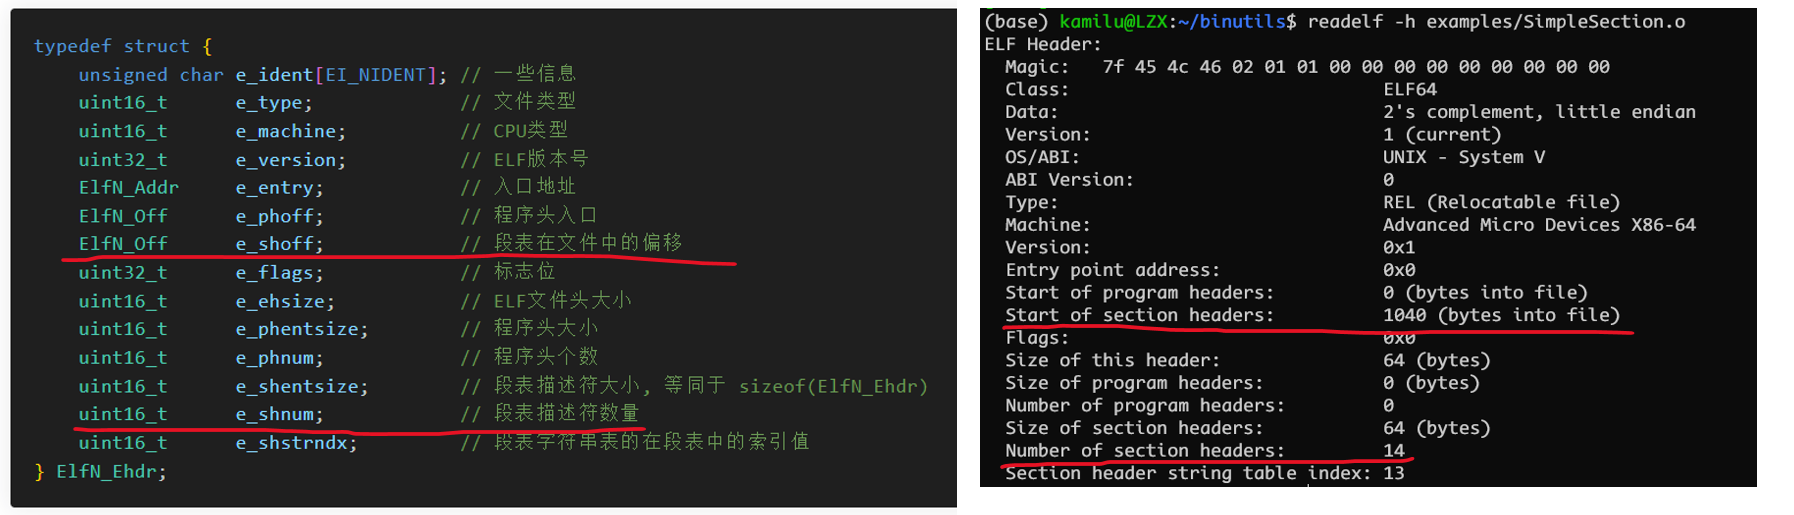 typedef struct {
unsigned char e_ident[EI_NIDENT]; // 一些信息
uint16_t e_type; // 文件类型
uint16_t e_machine; // CPU类型
uint32_t e_version; // ELF版本号
ElfN_Addr e_entry; // 入口地址
ElfN_Off e_phoff; // 程序头入口
ElfN_Off e_shoff; // 段表在文件中的偏移
uint32_t e_flags; // 标志位
uint16_t e_ehsize; // ELF文件头大小
uint16_t e_phentsize; // 程序头大小
uint16_t e_phnum; // 程序头个数
uint16_t e_shentsize; // 段表描述符大小, 等同于 sizeof(ElfN_Ehdr)
uint16_t e_shnum; // 段表描述符数量
uint16_t e_shstrndx; // 段表字符串表的在段表中的索引值
} ElfN_Ehdr;
(base) kamilu@LZX:~/binutils$ readelf -h examples/SimpleSection.o
ELF Header:
Magic: 7f 45 4c 46 02 01 01 00 00 00 00 00 00 00 00 00
Class: ELF64
Data: 2's complement, little endian
Version: 1 (current)
OS/ABI: UNIX - System V
ABI Version: 0
Type: REL (Relocatable file)
Machine: Advanced Micro Devices X86-64
Version: 0x1
Entry point address: 0x0
Start of program headers: 0 (bytes into file)
Start of section headers: 1040 (bytes into file)
Flags: 0x0
Size of this header: 64 (bytes)
Size of program headers: 0 (bytes)
Number of program headers: 0
Size of section headers: 64 (bytes)
Number of section headers: 14
Section header string table index: 13